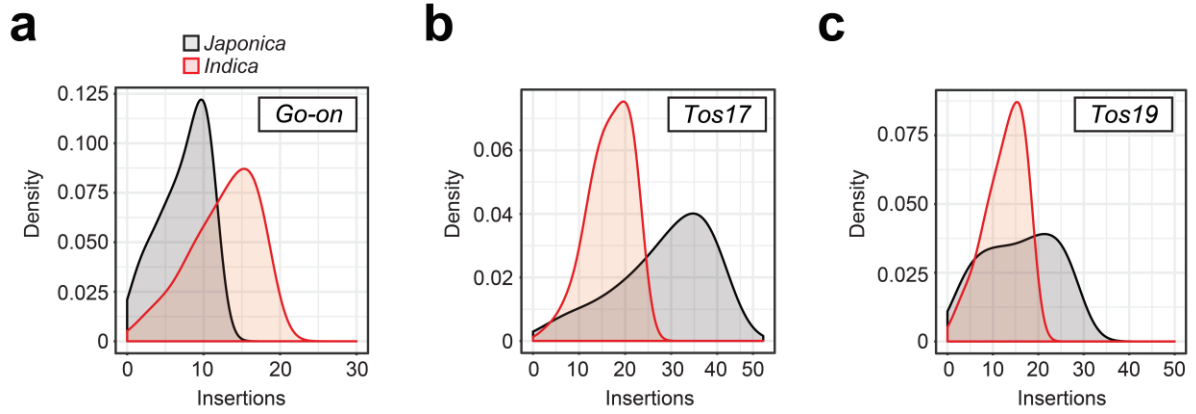 a
Japonica
Indica
Go-on
0.125
0.100
0.075
0.050
0.025
0
Density
0 10 20 30
Insertions
b
Tos17
0.06
0.04
0.02
0
Density
0 10 20 30 40 50
Insertions
c
Tos19
0.075
0.050
0.025
0
Density
0 10 20 30 40 50
Insertions